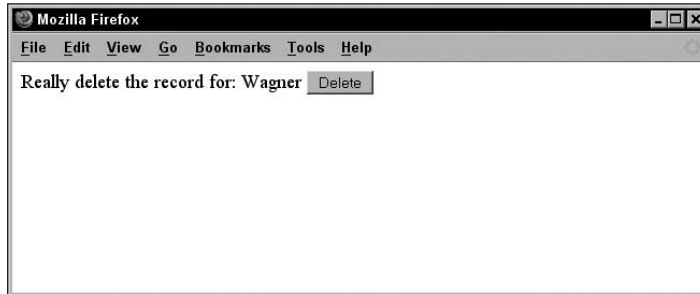 Mozilla Firefox
File Edit View Go Bookmarks Tools Help
Really delete the record for: Wagner Delete